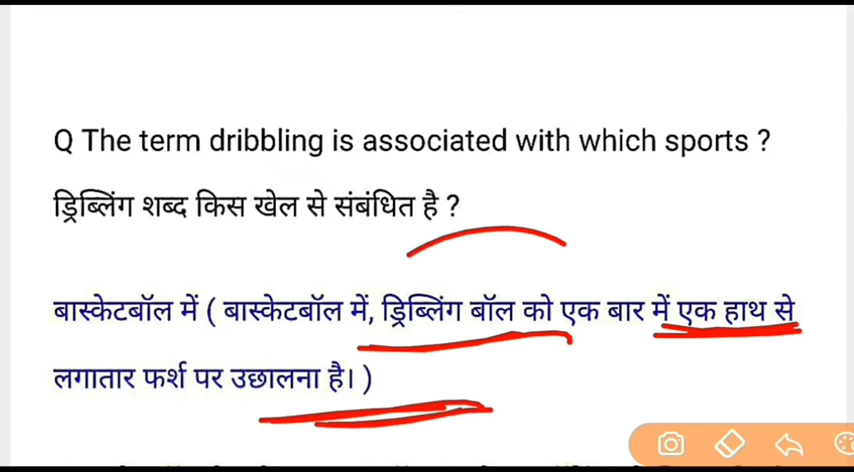 Q The term dribbling is associated with which sports ?
ड्रिब्लिंग शब्द किस खेल से संबंधित है ?
बास्केटबॉल में ( बास्केटबॉल में, ड्रिब्लिंग बॉल को एक बार में एक हाथ से
लगातार फर्श पर उछालना है। )